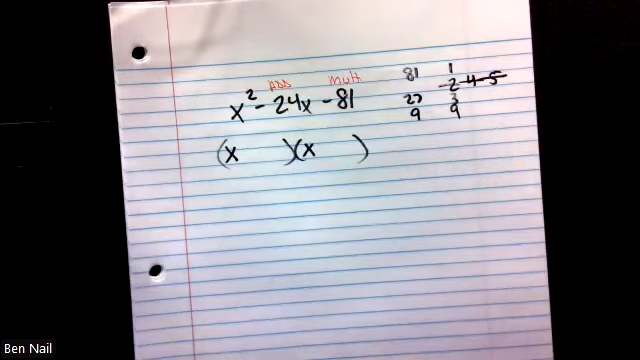 ADD Mult
x² - 24x - 81
(x )(x )
81 1
2 4 5
27 3
9 9
Ben Nail